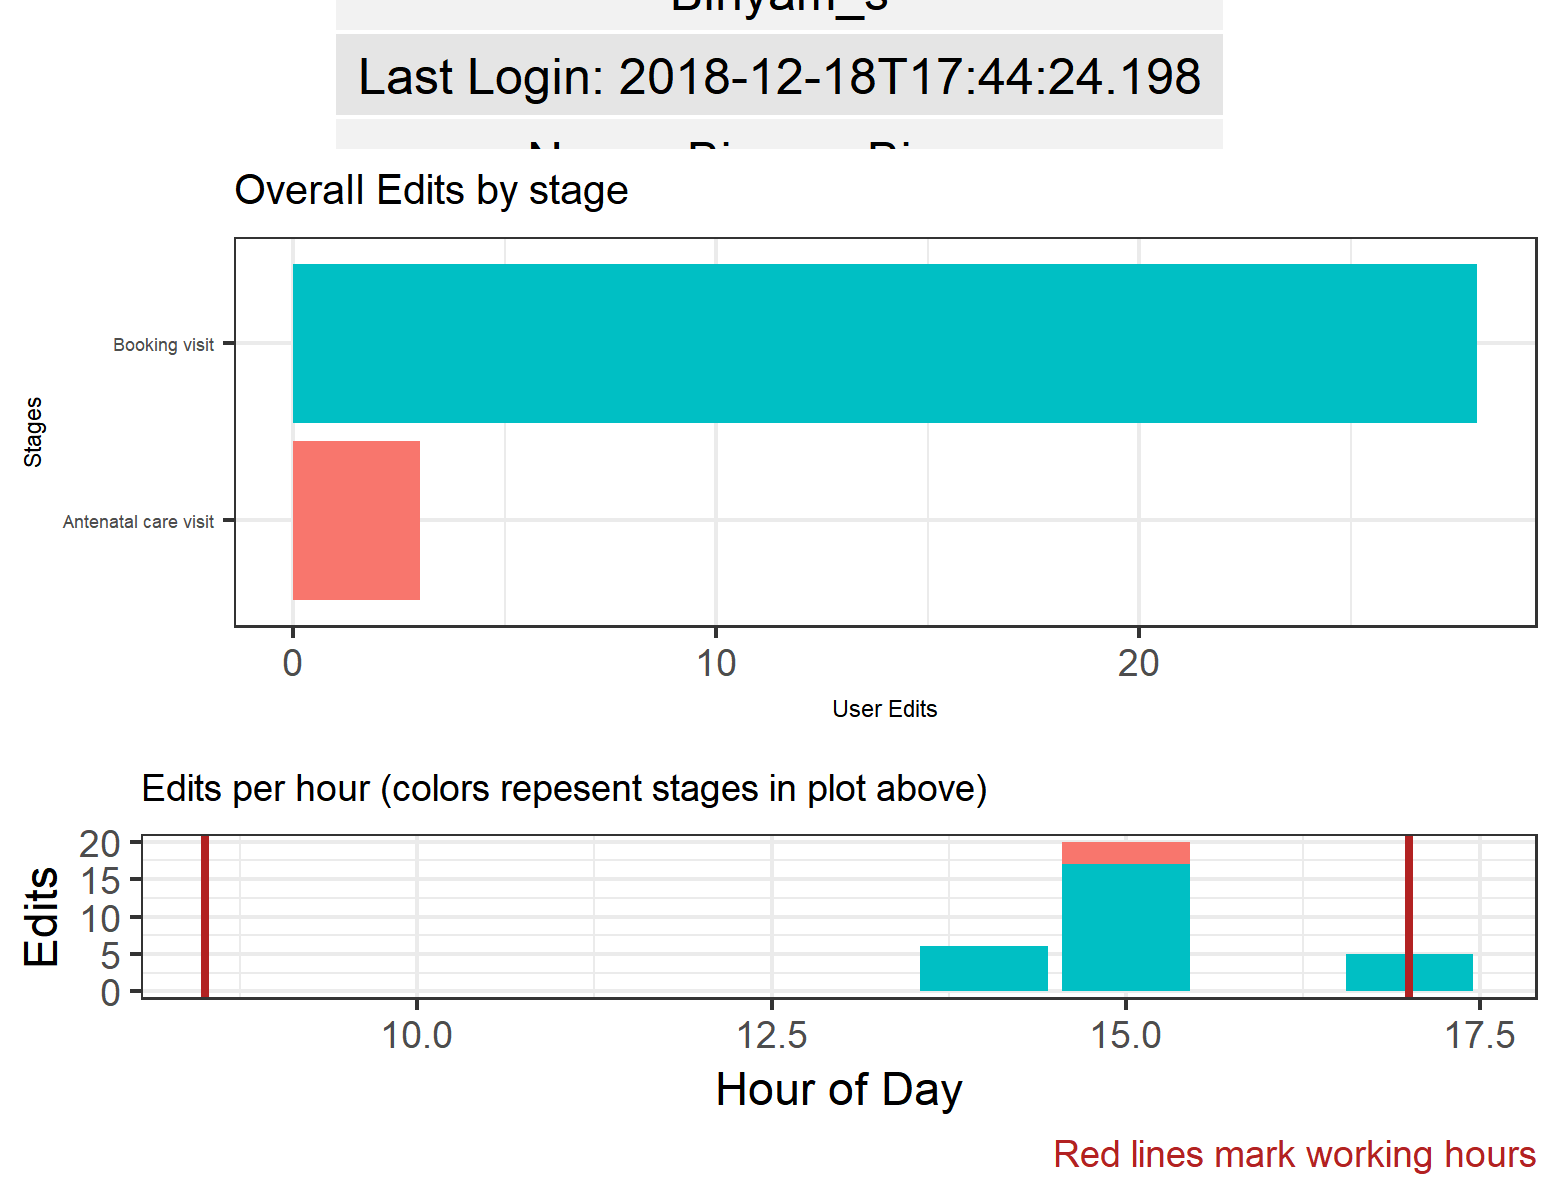 Last Login: 2018-12-18T17:44:24.198
Overall Edits by stage
Booking visit
Stages
Antenatal care visit
0 10 20
User Edits
Edits per hour (colors repesent stages in plot above)
20
15
10
5
0
Edits
10.0 12.5 15.0 17.5
Hour of Day
Red lines mark working hours